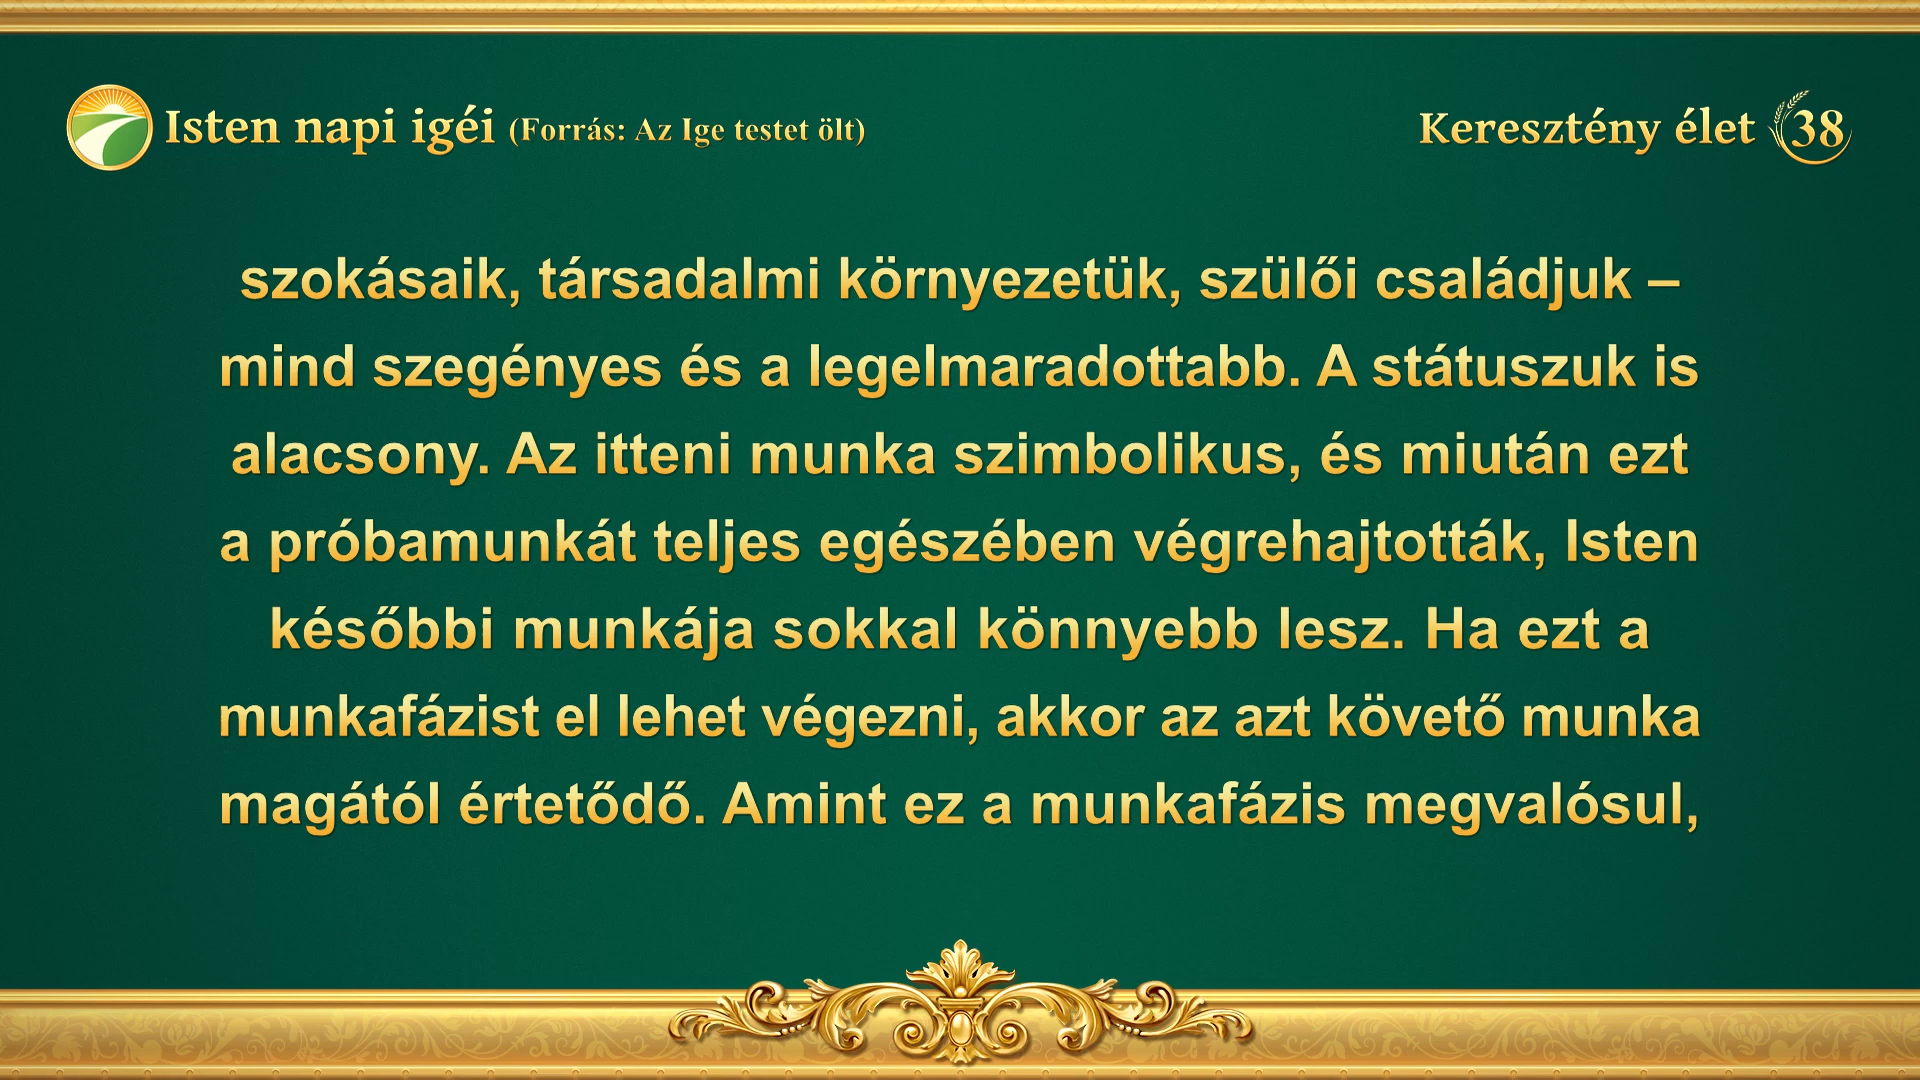 Isten napi igéi (Forrás: Az Ige testet ölt)
Keresztény élet 38
szokásaik, társadalmi környezetük, szülői családjuk –
mind szegényes és a legelmaradottabb. A státuszuk is
alacsony. Az itteni munka szimbolikus, és miután ezt
a próbamunkát teljes egészében végrehajtották, Isten
későbbi munkája sokkal könnyebb lesz. Ha ezt a
munkafázist el lehet végezni, akkor az azt követő munka
magától értetődő. Amint ez a munkafázis megvalósul,